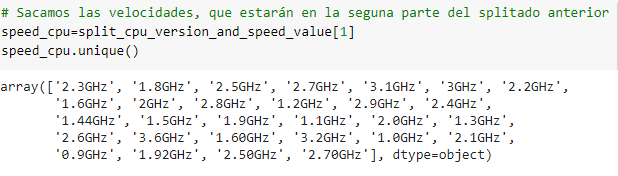 # Sacamos las velocidades, que estarán en la seguna parte del splitado anterior
speed_cpu=split_cpu_version_and_speed_value[1]
speed_cpu.unique()
array(['2.3GHz', '1.8GHz', '2.5GHz', '2.7GHz', '3.1GHz', '3GHz', '2.2GHz',
'1.6GHz', '2GHz', '2.8GHz', '1.2GHz', '2.9GHz', '2.4GHz',
'1.44GHz', '1.5GHz', '1.9GHz', '1.1GHz', '2.0GHz', '1.3GHz',
'2.6GHz', '3.6GHz', '1.60GHz', '3.2GHz', '1.0GHz', '2.1GHz',
'0.9GHz', '1.92GHz', '2.50GHz', '2.70GHz'], dtype=object)